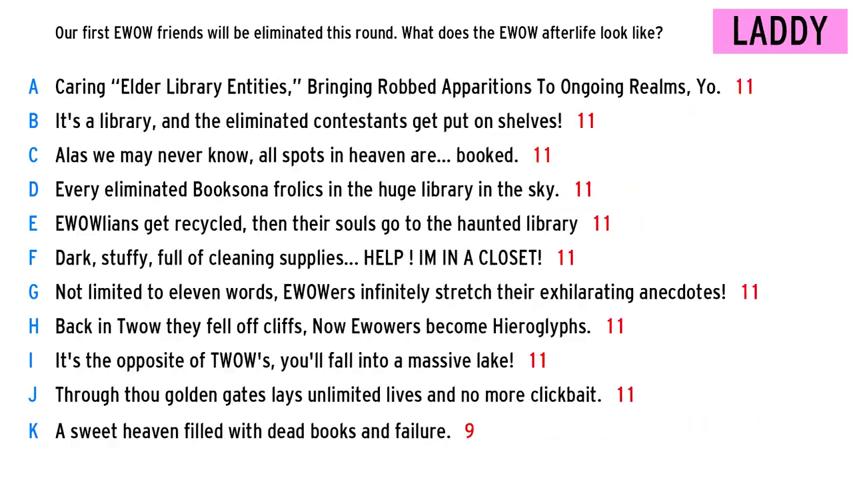 Our first EWOW friends will be eliminated this round. What does the EWOW afterlife look like?
LADDY
A Caring “Elder Library Entities,” Bringing Robbed Apparitions To Ongoing Realms, Yo. 11
B It's a library, and the eliminated contestants get put on shelves! 11
C Alas we may never know, all spots in heaven are... booked. 11
D Every eliminated Booksona frolics in the huge library in the sky. 11
E EWOWlians get recycled, then their souls go to the haunted library 11
F Dark, stuffy, full of cleaning supplies... HELP ! IM IN A CLOSET! 11
G Not limited to eleven words, EWOWers infinitely stretch their exhilarating anecdotes! 11
H Back in Twow they fell off cliffs, Now Ewowers become Hieroglyphs. 11
I It's the opposite of TWOW's, you'll fall into a massive lake! 11
J Through thou golden gates lays unlimited lives and no more clickbait. 11
K A sweet heaven filled with dead books and failure. 9